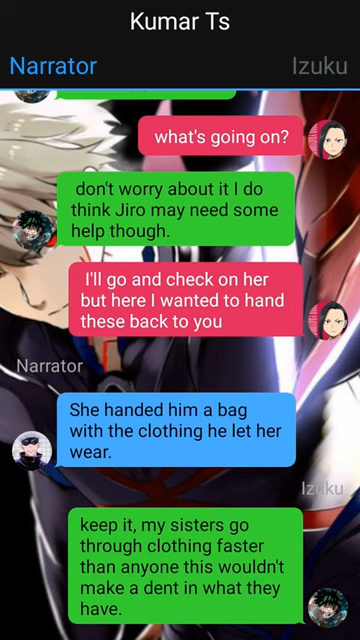 Kumar Ts
Narrator
Izuku
what's going on?
don't worry about it I do
think Jiro may need some
help though.
I'll go and check on her
but here I wanted to hand
these back to you
Narrator
She handed him a bag
with the clothing he let her
wear.
Izuku
keep it, my sisters go
through clothing faster
than anyone this wouldn't
make a dent in what they
have.